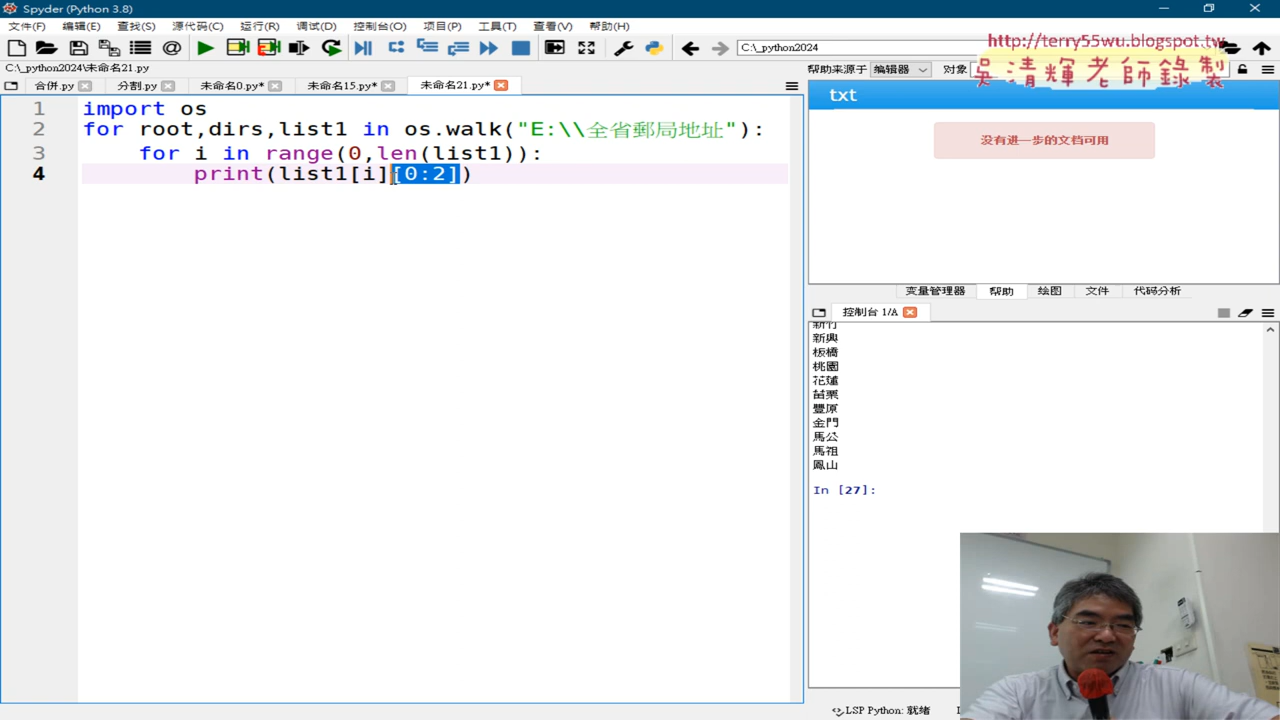 Spyder (Python 3.8)
文件(F) 编辑(E) 查找(S) 源代码(C) 运行(R) 调试(D) 控制台(O) 项目(P) 工具(T) 查看(V) 帮助(H)
C:\_python2024
http://terry55wu.blogspot.tw
吳清輝老師錄製
C:\_python2024\未命名21.py
帮助来源于 编辑器 对象
合併.py 分割.py 未命名0.py* 未命名15.py* 未命名21.py*
1 import os
2 for root,dirs,list1 in os.walk("E:\\全省郵局地址"):
3 for i in range(0,len(list1)):
4 print(list1[i][0:2])
txt
没有進一步的文档可用
变量管理器 帮助 绘图 文件 代码分析
控制台 1/A
新竹
新興
板橋
桃園
花蓮
苗栗
豐原
金門
馬公
馬祖
鳳山
In [27]:
LSP Python: 就绪